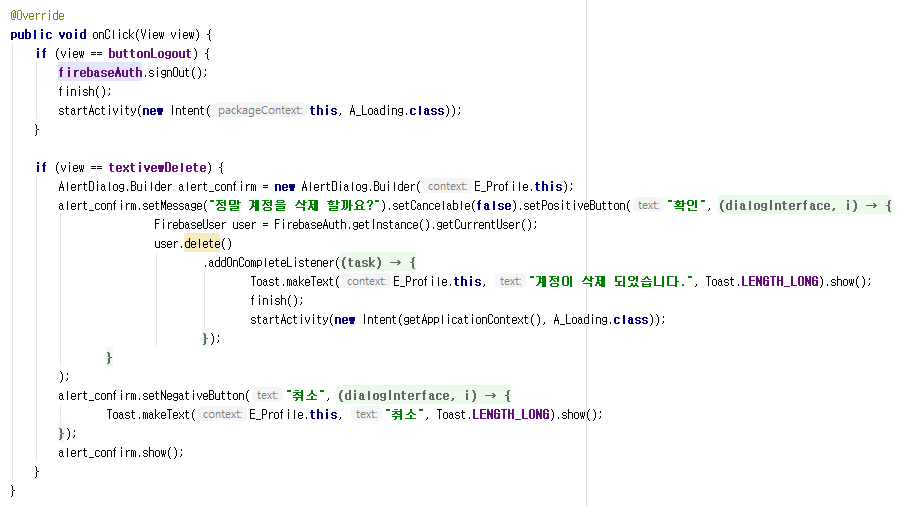 @Override
public void onClick(View view) {
if (view == buttonLogout) {
firebaseAuth.signOut();
finish();
startActivity(new Intent( packageContext: this, A_Loading.class));
}
if (view == textivewDelete) {
AlertDialog.Builder alert_confirm = new AlertDialog.Builder( context: E_Profile.this);
alert_confirm.setMessage("정말 계정을 삭제 할까요?").setCancelable(false).setPositiveButton( text: "확인", (dialogInterface, i) → {
FirebaseUser user = FirebaseAuth.getInstance().getCurrentUser();
user.delete()
.addOnCompleteListener((task) → {
Toast.makeText( context: E_Profile.this, text: "계정이 삭제 되었습니다.", Toast.LENGTH_LONG).show();
finish();
startActivity(new Intent(getApplicationContext(), A_Loading.class));
});
}
);
alert_confirm.setNegativeButton( text: "취소", (dialogInterface, i) → {
Toast.makeText( context: E_Profile.this, text: "취소", Toast.LENGTH_LONG).show();
});
alert_confirm.show();
}
}